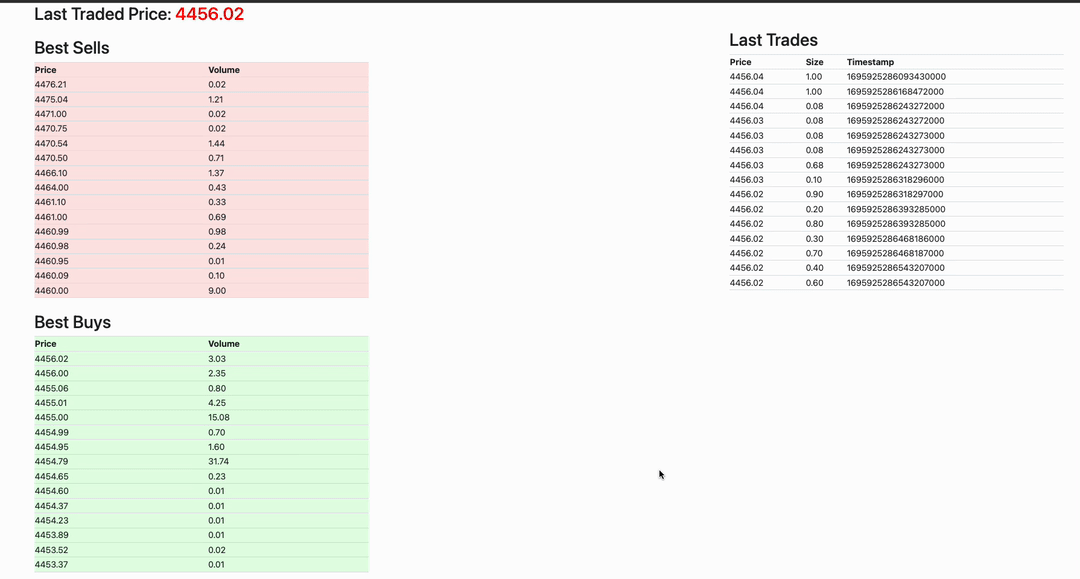 Last Traded Price: 4456.02
Best Sells
Price Volume
4476.21 0.02
4475.04 1.21
4471.00 0.02
4470.75 0.02
4470.54 1.44
4470.50 0.71
4466.10 1.37
4464.00 0.43
4461.10 0.33
4461.00 0.69
4460.99 0.98
4460.98 0.24
4460.95 0.01
4460.09 0.10
4460.00 9.00
Best Buys
Price Volume
4456.02 3.03
4456.00 2.35
4455.06 0.80
4455.01 4.25
4455.00 15.08
4454.99 0.70
4454.95 1.60
4454.79 31.74
4454.65 0.23
4454.60 0.01
4454.37 0.01
4454.23 0.01
4453.89 0.01
4453.52 0.02
4453.37 0.01
Last Trades
Price Size Timestamp
4456.04 1.00 1695925286093430000
4456.04 1.00 1695925286168472000
4456.04 0.08 1695925286243272000
4456.03 0.08 1695925286243272000
4456.03 0.08 1695925286243273000
4456.03 0.08 1695925286243273000
4456.03 0.68 1695925286243273000
4456.03 0.10 1695925286318296000
4456.02 0.90 1695925286318297000
4456.02 0.20 1695925286393285000
4456.02 0.80 1695925286393285000
4456.02 0.30 1695925286468186000
4456.02 0.70 1695925286468187000
4456.02 0.40 1695925286543207000
4456.02 0.60 1695925286543207000